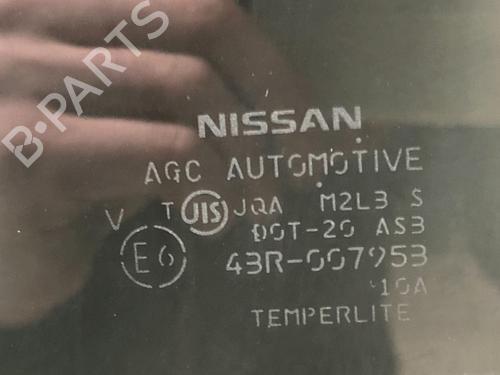 B-PARTS
NISSAN
AGC AUTOMOTIVE
V T JIS JQA M2L3 S
DOT-20 AS3
E6 43R-007953
10A
TEMPERLITE